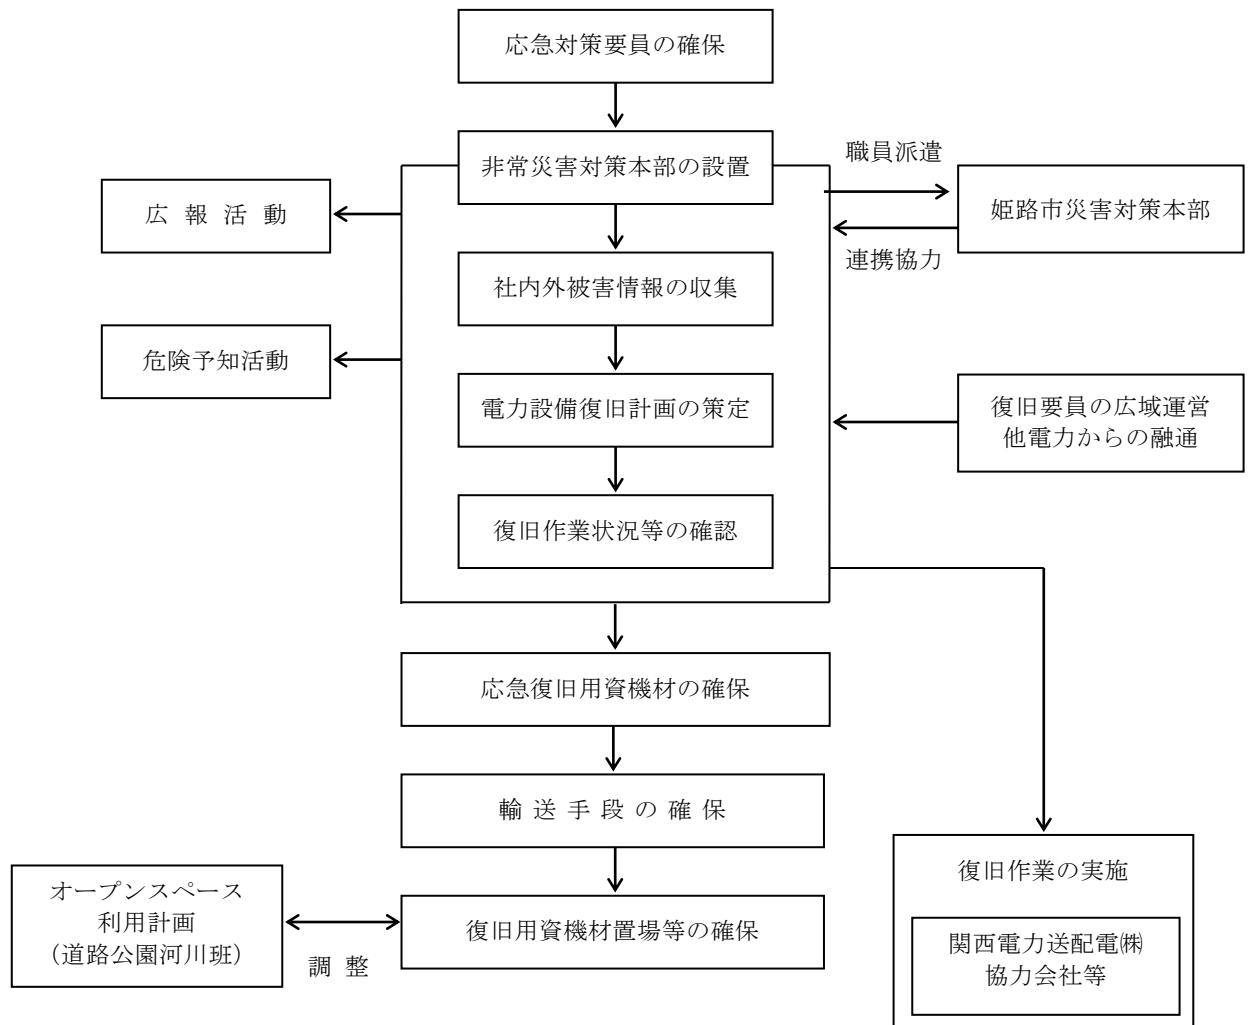 応急対策要員の確保
非常災害対策本部の設置
職員派遣
広 報 活 動
姫路市災害対策本部
連携協力
社内外被害情報の収集
危険予知活動
電力設備復旧計画の策定
復旧要員の広域運営
他電力からの融通
復旧作業状況等の確認
応急復旧用資機材の確保
輸 送 手 段 の 確 保
復旧作業の実施
オープンスペース
利用計画
(道路公園河川班)
復旧用資機材置場等の確保
調 整
関西電力送配電㈱
協力会社等